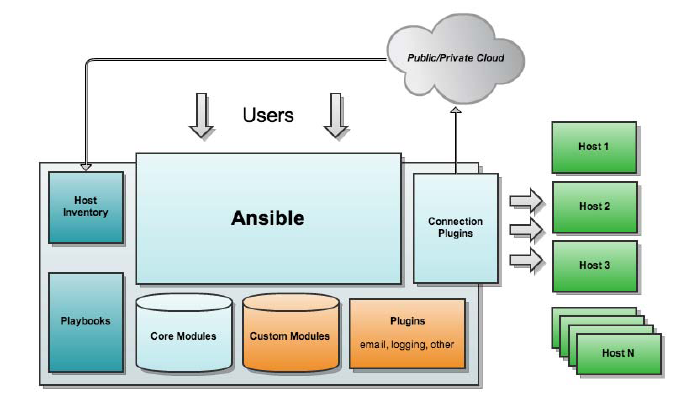 Public/Private Cloud
Users
Host 1
Host
Inventory
Ansible
Connection
Plugins
Host 2
Host 3
Playbooks
Core Modules
Custom Modules
Plugins
email, logging, other
Host N